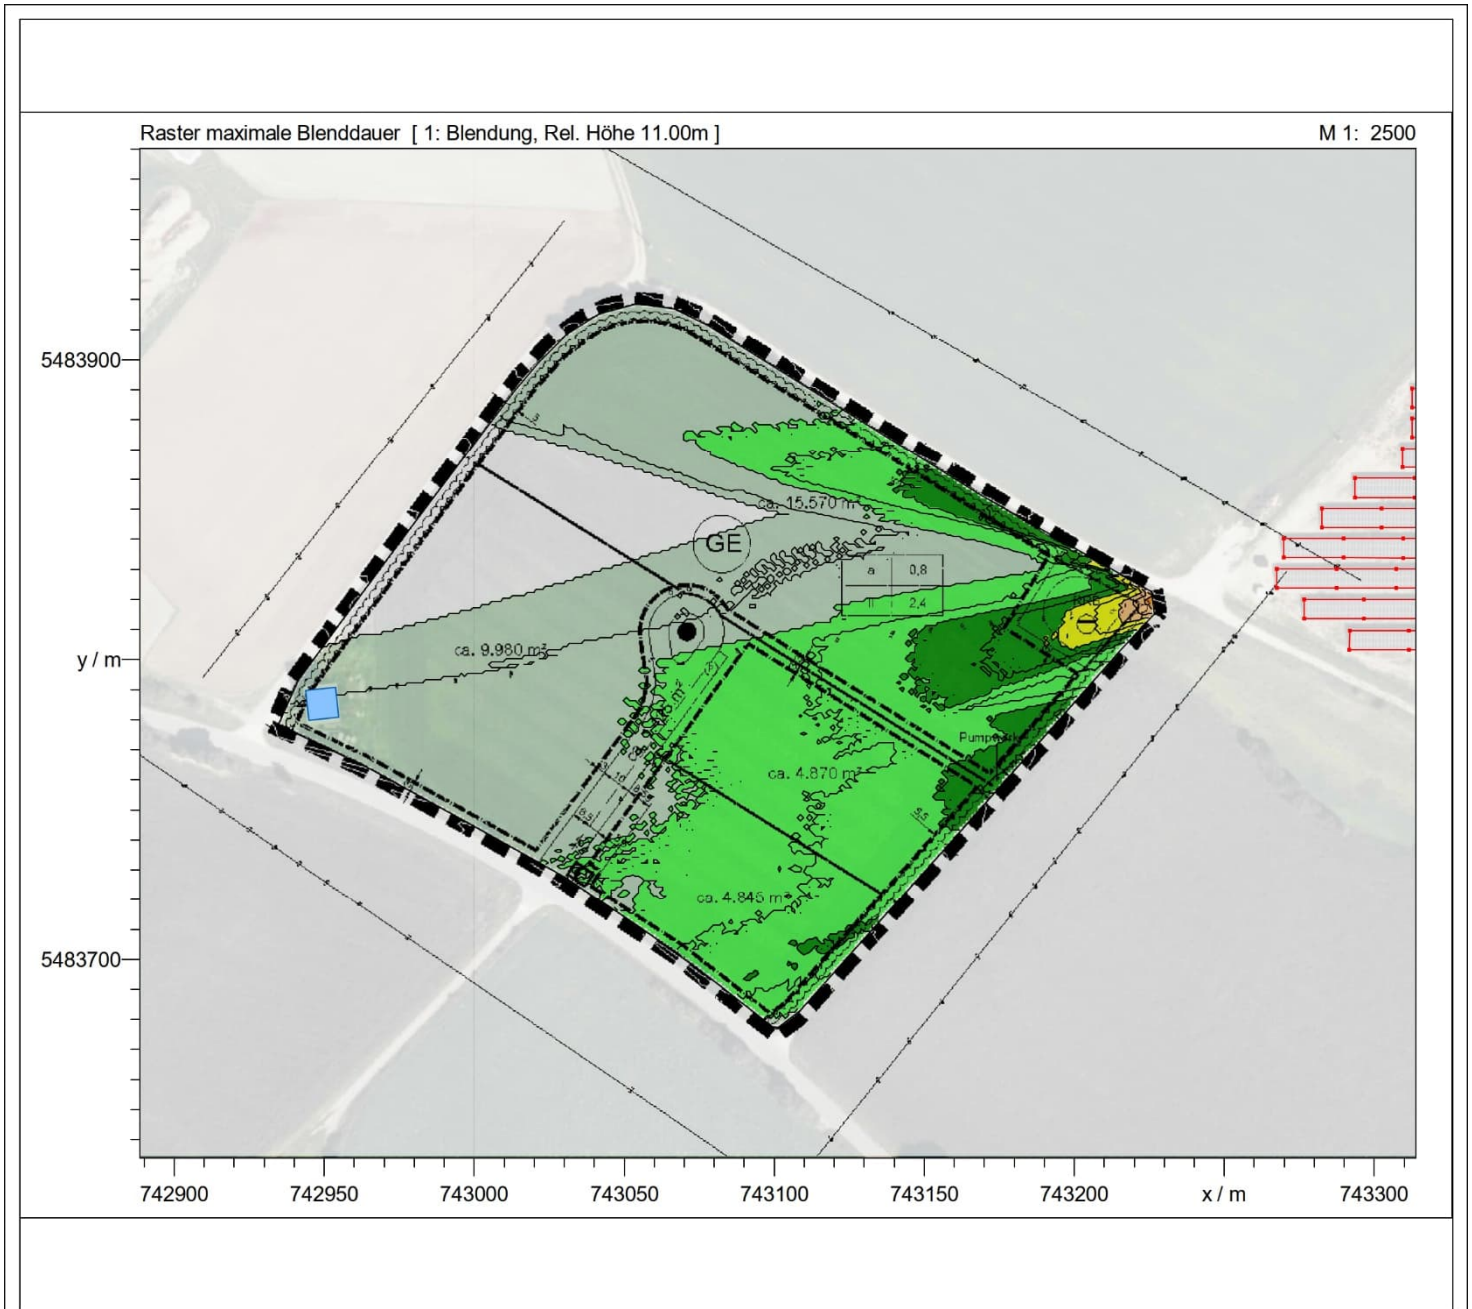 Raster maximale Blenddauer [ 1: Blendung, Rel. Höhe 11.00m ]
M 1: 2500
5483900
ca. 15.570 m²
GE
a 0,8
II 2,4
ca. 9.980 m²
y / m
Pumpwerk
ca. 4.870 m²
ca. 4.845 m²
5483700
742900 742950 743000 743050 743100 743150 743200 x / m 743300